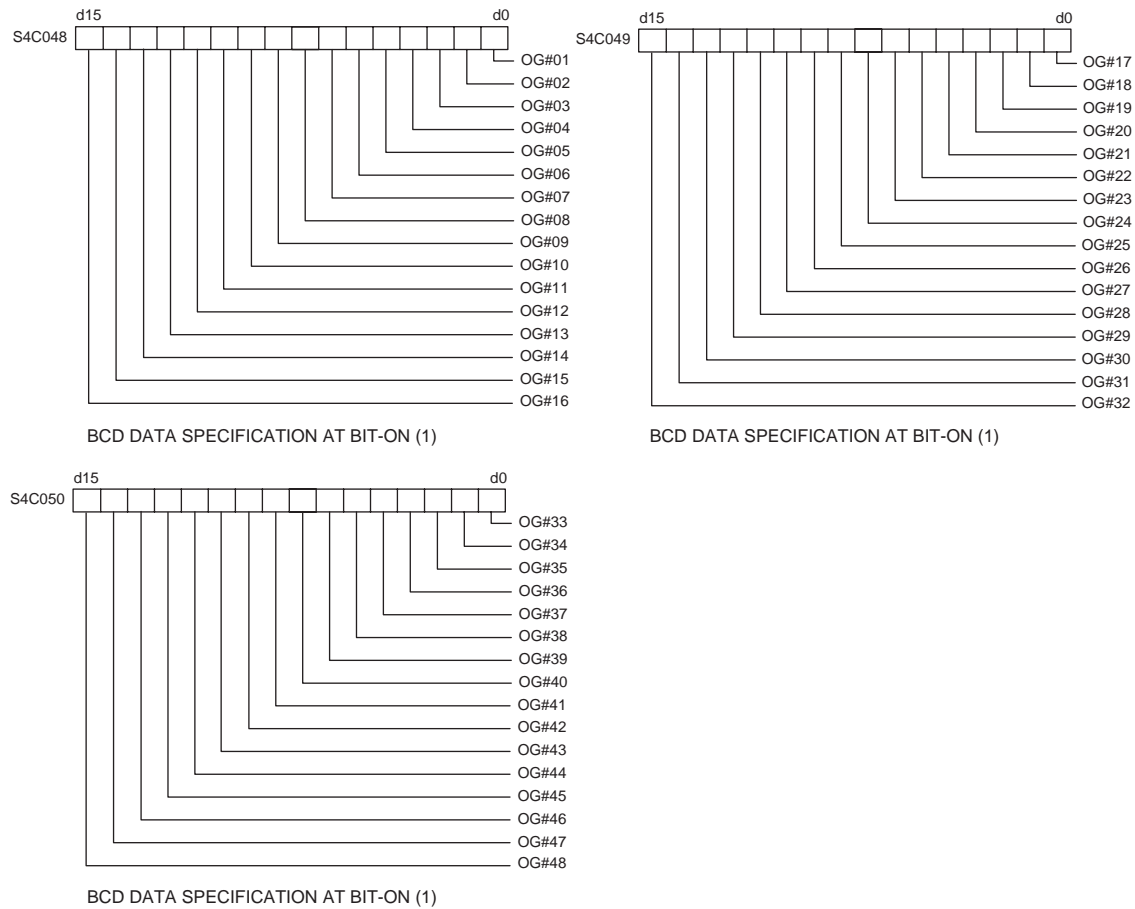 d15 d0
S4C048
OG#01
OG#02
OG#03
OG#04
OG#05
OG#06
OG#07
OG#08
OG#09
OG#10
OG#11
OG#12
OG#13
OG#14
OG#15
OG#16
BCD DATA SPECIFICATION AT BIT-ON (1)
d15 d0
S4C049
OG#17
OG#18
OG#19
OG#20
OG#21
OG#22
OG#23
OG#24
OG#25
OG#26
OG#27
OG#28
OG#29
OG#30
OG#31
OG#32
BCD DATA SPECIFICATION AT BIT-ON (1)
d15 d0
S4C050
OG#33
OG#34
OG#35
OG#36
OG#37
OG#38
OG#39
OG#40
OG#41
OG#42
OG#43
OG#44
OG#45
OG#46
OG#47
OG#48
BCD DATA SPECIFICATION AT BIT-ON (1)